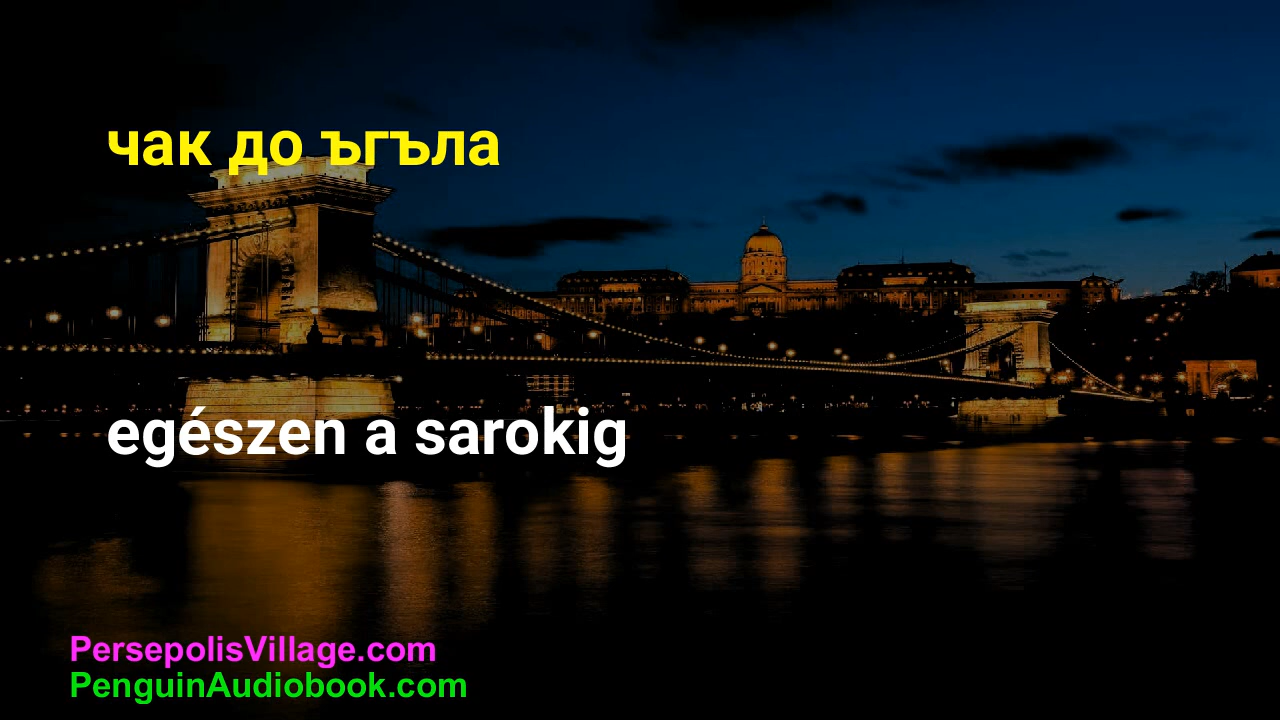 чак до ъгъла
egészen a sarokig
PersepolisVillage.com
PenguinAudiobook.com